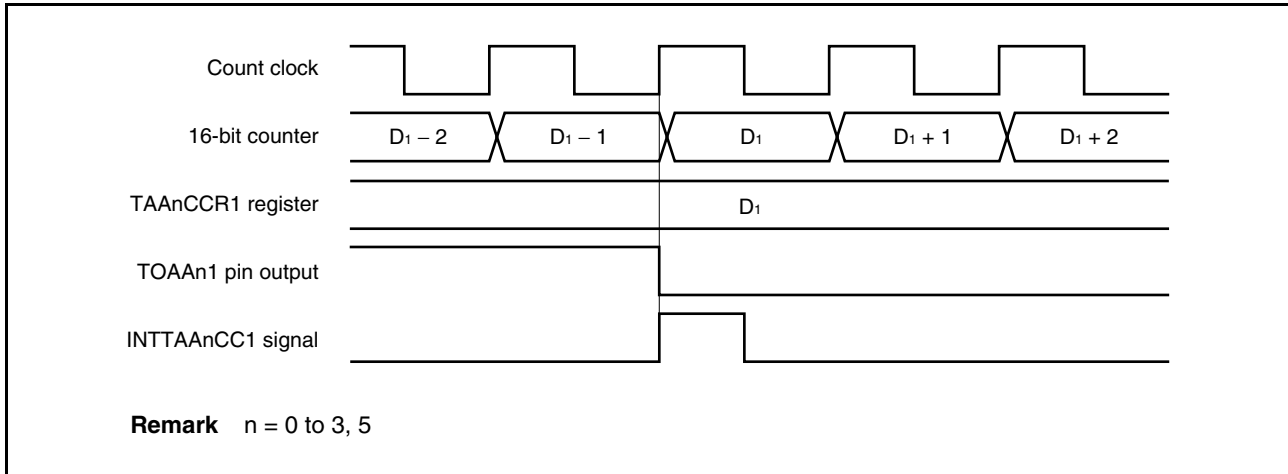 Count clock
16-bit counter D₁ − 2 D₁ − 1 D₁ D₁ + 1 D₁ + 2
TAAnCCR1 register D₁
TOAAn1 pin output
INTTAAnCC1 signal
Remark n = 0 to 3, 5